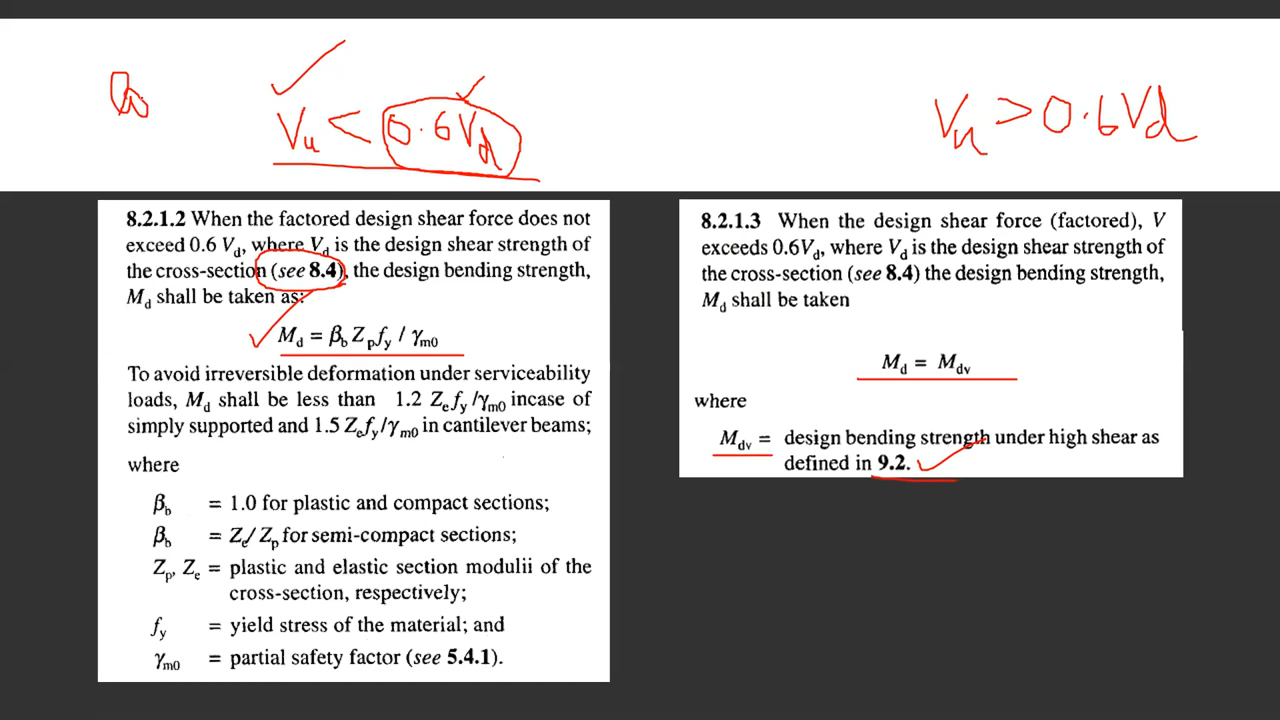 Vu < 0.6Vd
Vu > 0.6Vd
8.2.1.2 When the factored design shear force does not
exceed 0.6 Vd, where Vd is the design shear strength of
the cross-section (see 8.4), the design bending strength,
Md shall be taken as:
Md = βb Zp fy / γm0
To avoid irreversible deformation under serviceability
loads, Md shall be less than 1.2 Ze fy /γm0 incase of
simply supported and 1.5 Ze fy/γm0 in cantilever beams;
where
βb = 1.0 for plastic and compact sections;
βb = Ze/ Zp for semi-compact sections;
Zp, Ze = plastic and elastic section modulii of the
cross-section, respectively;
fy = yield stress of the material; and
γm0 = partial safety factor (see 5.4.1).
8.2.1.3 When the design shear force (factored), V
exceeds 0.6Vd, where Vd is the design shear strength of
the cross-section (see 8.4) the design bending strength,
Md shall be taken
Md = Mdv
where
Mdv = design bending strength under high shear as
defined in 9.2.